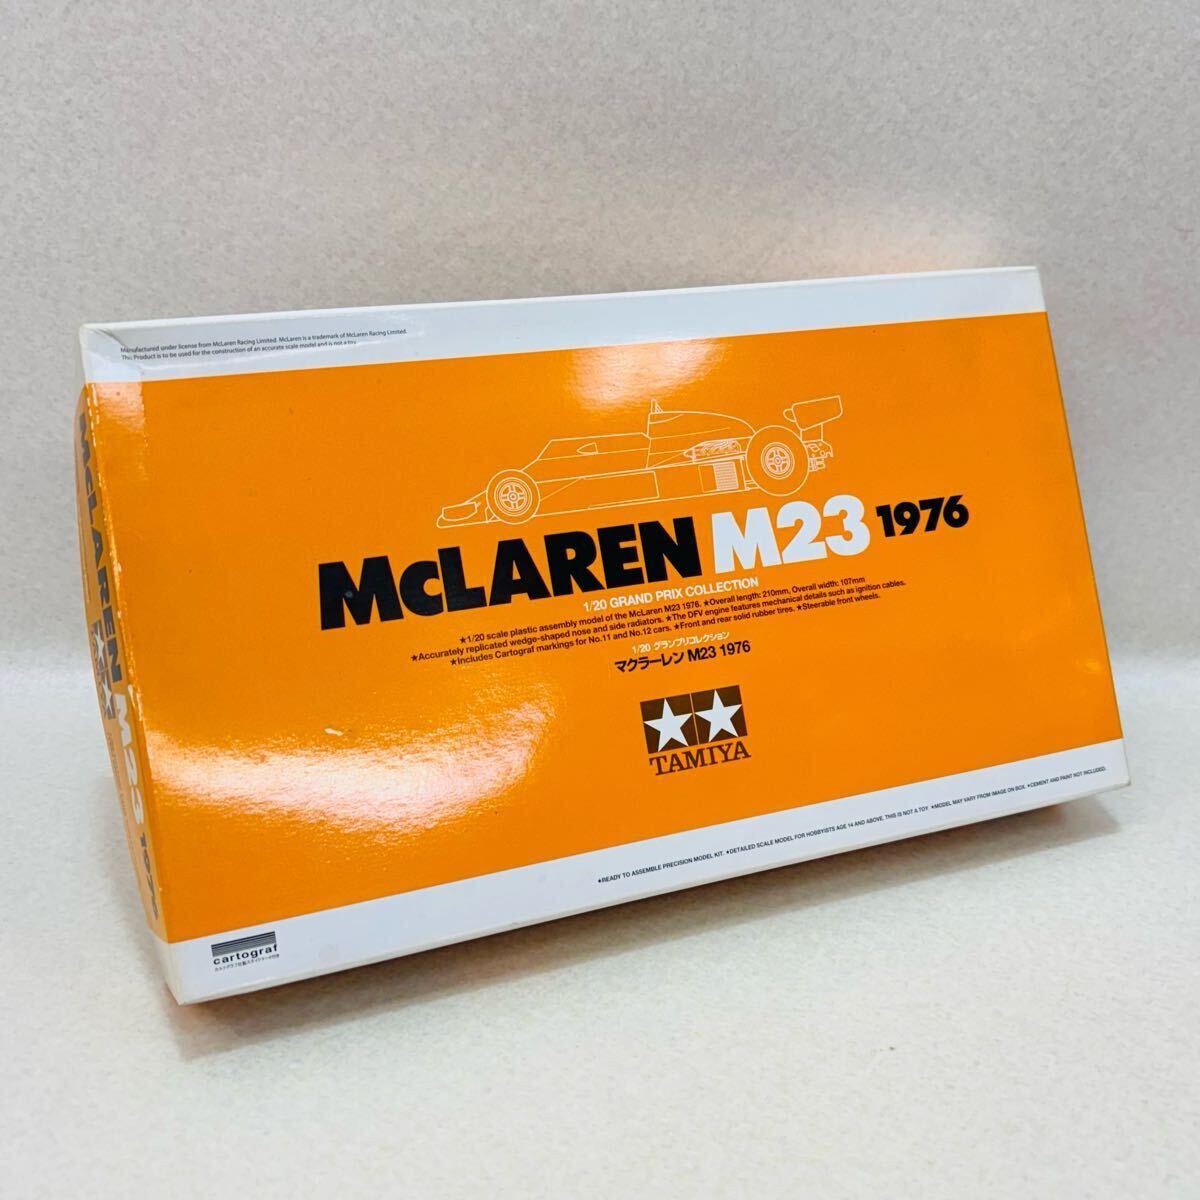 Manufactured under license from McLaren Racing Limited. McLaren is a trademark of McLaren Racing Limited.
This Product is to be used for the construction of an accurate scale model and is not a toy.
McLAREN M23 1976
1/20 GRAND PRIX COLLECTION
★1/20 scale plastic assembly model of the McLaren M23 1976. ★Overall length: 210mm, Overall width: 107mm
★Accurately replicated wedge-shaped nose and side radiators. ★The DFV engine features mechanical details such as ignition cables.
★Includes Cartograf markings for No.11 and No.12 cars. ★Front and rear solid rubber tires. ★Steerable front wheels.
1/20 グランプリコレクション
マクラーレン M23 1976
TAMIYA
★READY TO ASSEMBLE PRECISION MODEL KIT. ★DETAILED SCALE MODEL FOR HOBBYISTS AGE 14 AND ABOVE. THIS IS NOT A TOY. ★MODEL MAY VARY FROM IMAGE ON BOX. ★CEMENT AND PAINT NOT INCLUDED.
cartograf
McLAREN M23 1976